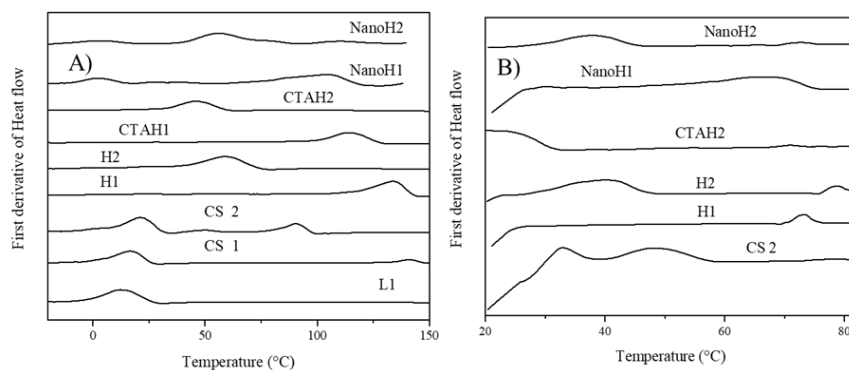 First derivative of Heat flow
A)
NanoH2
NanoH1
CTAH2
CTAH1
H2
H1
CS 2
CS 1
L1
0
50
100
150
Temperature (°C)
First derivative of Heat flow
B)
NanoH2
NanoH1
CTAH2
H2
H1
CS 2
20
40
60
80
Temperature (°C)